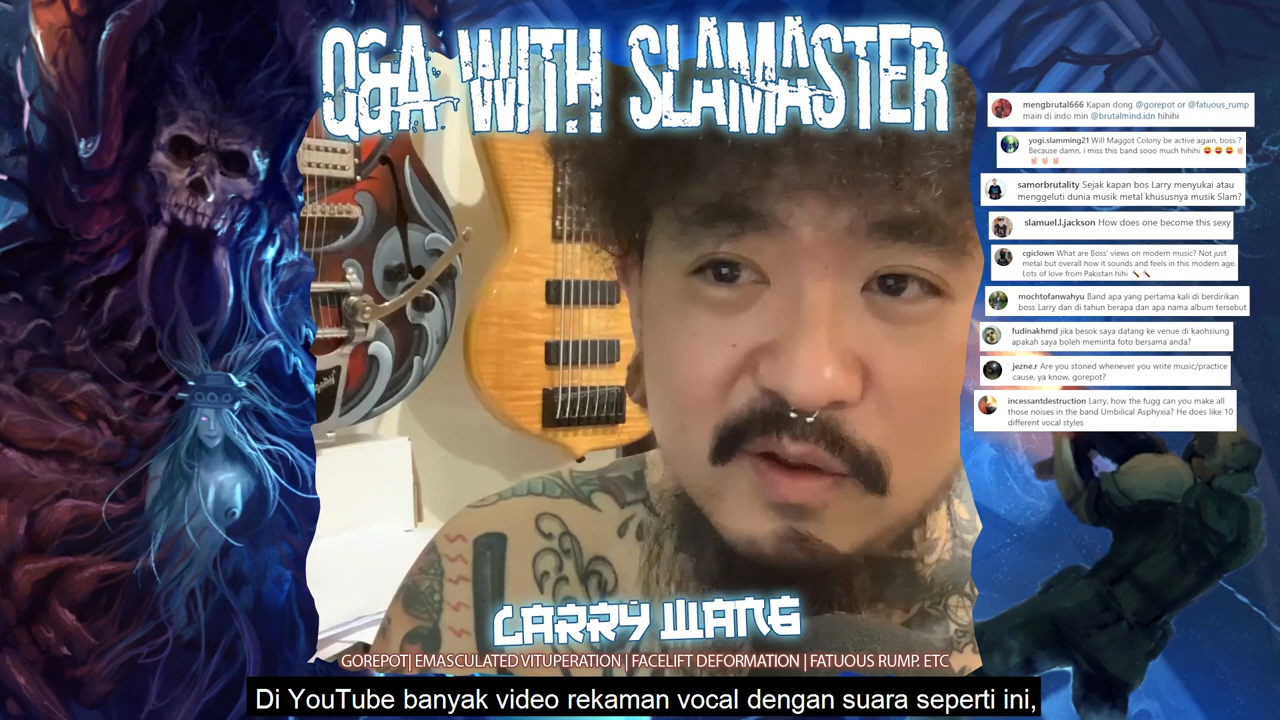 Q&A WITH SLAMASTER
mengbrutal666 Kapan dong @gorepot or @fatuous_rump
main di indo min @brutalmind.idn hihihi
yogi.slamming21 Will Maggot Colony be active again, boss ?
Because damn, i miss this band sooo much hihihi 🤩 🤩 🤩 🤘🏻
🤘🏻 🤘🏻 🤘🏻
samorbrutality Sejak kapan bos Larry menyukai atau
menggeluti dunia musik metal khususnya musik Slam?
slamuel.l.jackson How does one become this sexy
cgiclown What are Boss' views on modern music? Not just
metal but overall how it sounds and feels in this modern age.
Lots of love from Pakistan hihi
mochtofanwahyu Band apa yang pertama kali di berdirikan
boss Larry dan di tahun berapa dan apa nama album tersebut
fudinakhmd jika besok saya datang ke venue di kaohsiung
apakah saya boleh meminta foto bersama anda?
jezne.r Are you stoned whenever you write music/practice
cause, ya know, gorepot?
incessantdestruction Larry, how the fugg can you make all
those noises in the band Umbilical Asphyxia? He does like 10
different vocal styles
LARRY WANG
GOREPOT| EMASCULATED VITUPERATION | FACELIFT DEFORMATION | FATUOUS RUMP. ETC
Di YouTube banyak video rekaman vocal dengan suara seperti ini,